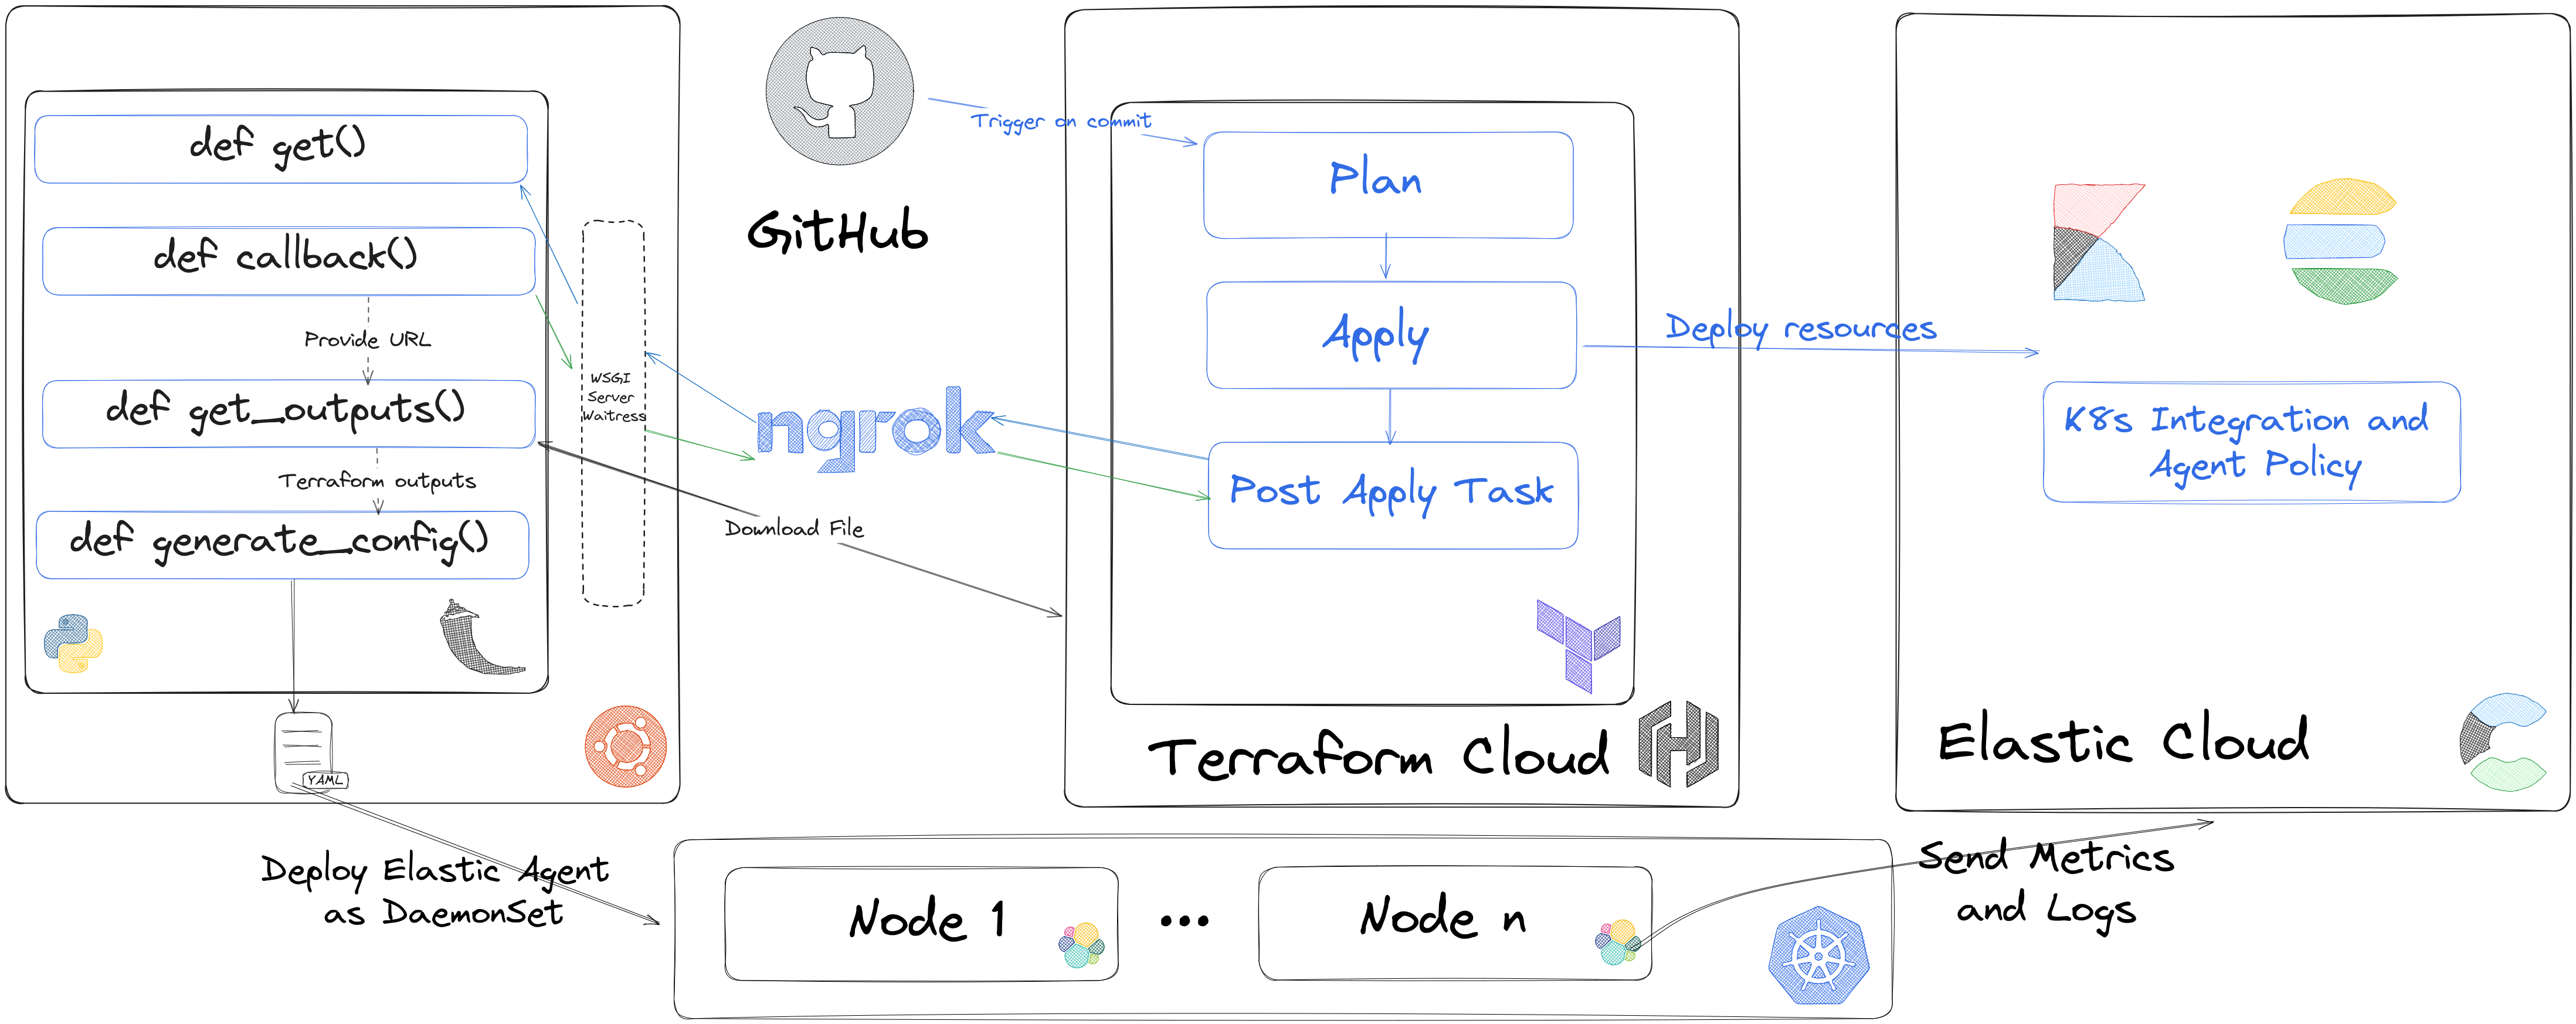 def get()
def callback()
Provide URL
def get_outputs()
Terraform outputs
def generate_config()
YAML
WSGI
Server
Waitress
GitHub
Trigger on commit
ngrok
Download File
Plan
Apply
Post Apply Task
Terraform Cloud
Deploy resources
K8s Integration and
Agent Policy
Elastic Cloud
Deploy Elastic Agent
as DaemonSet
Node 1
...
Node n
Send Metrics
and Logs